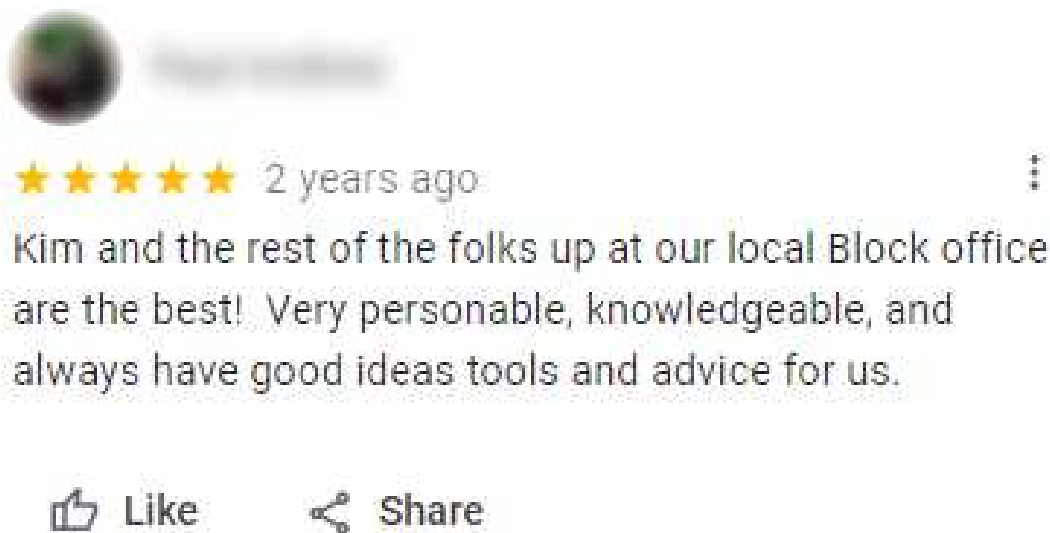 2 years ago
Kim and the rest of the folks up at our local Block office
are the best!  Very personable, knowledgeable, and
always have good ideas tools and advice for us.
Like
Share